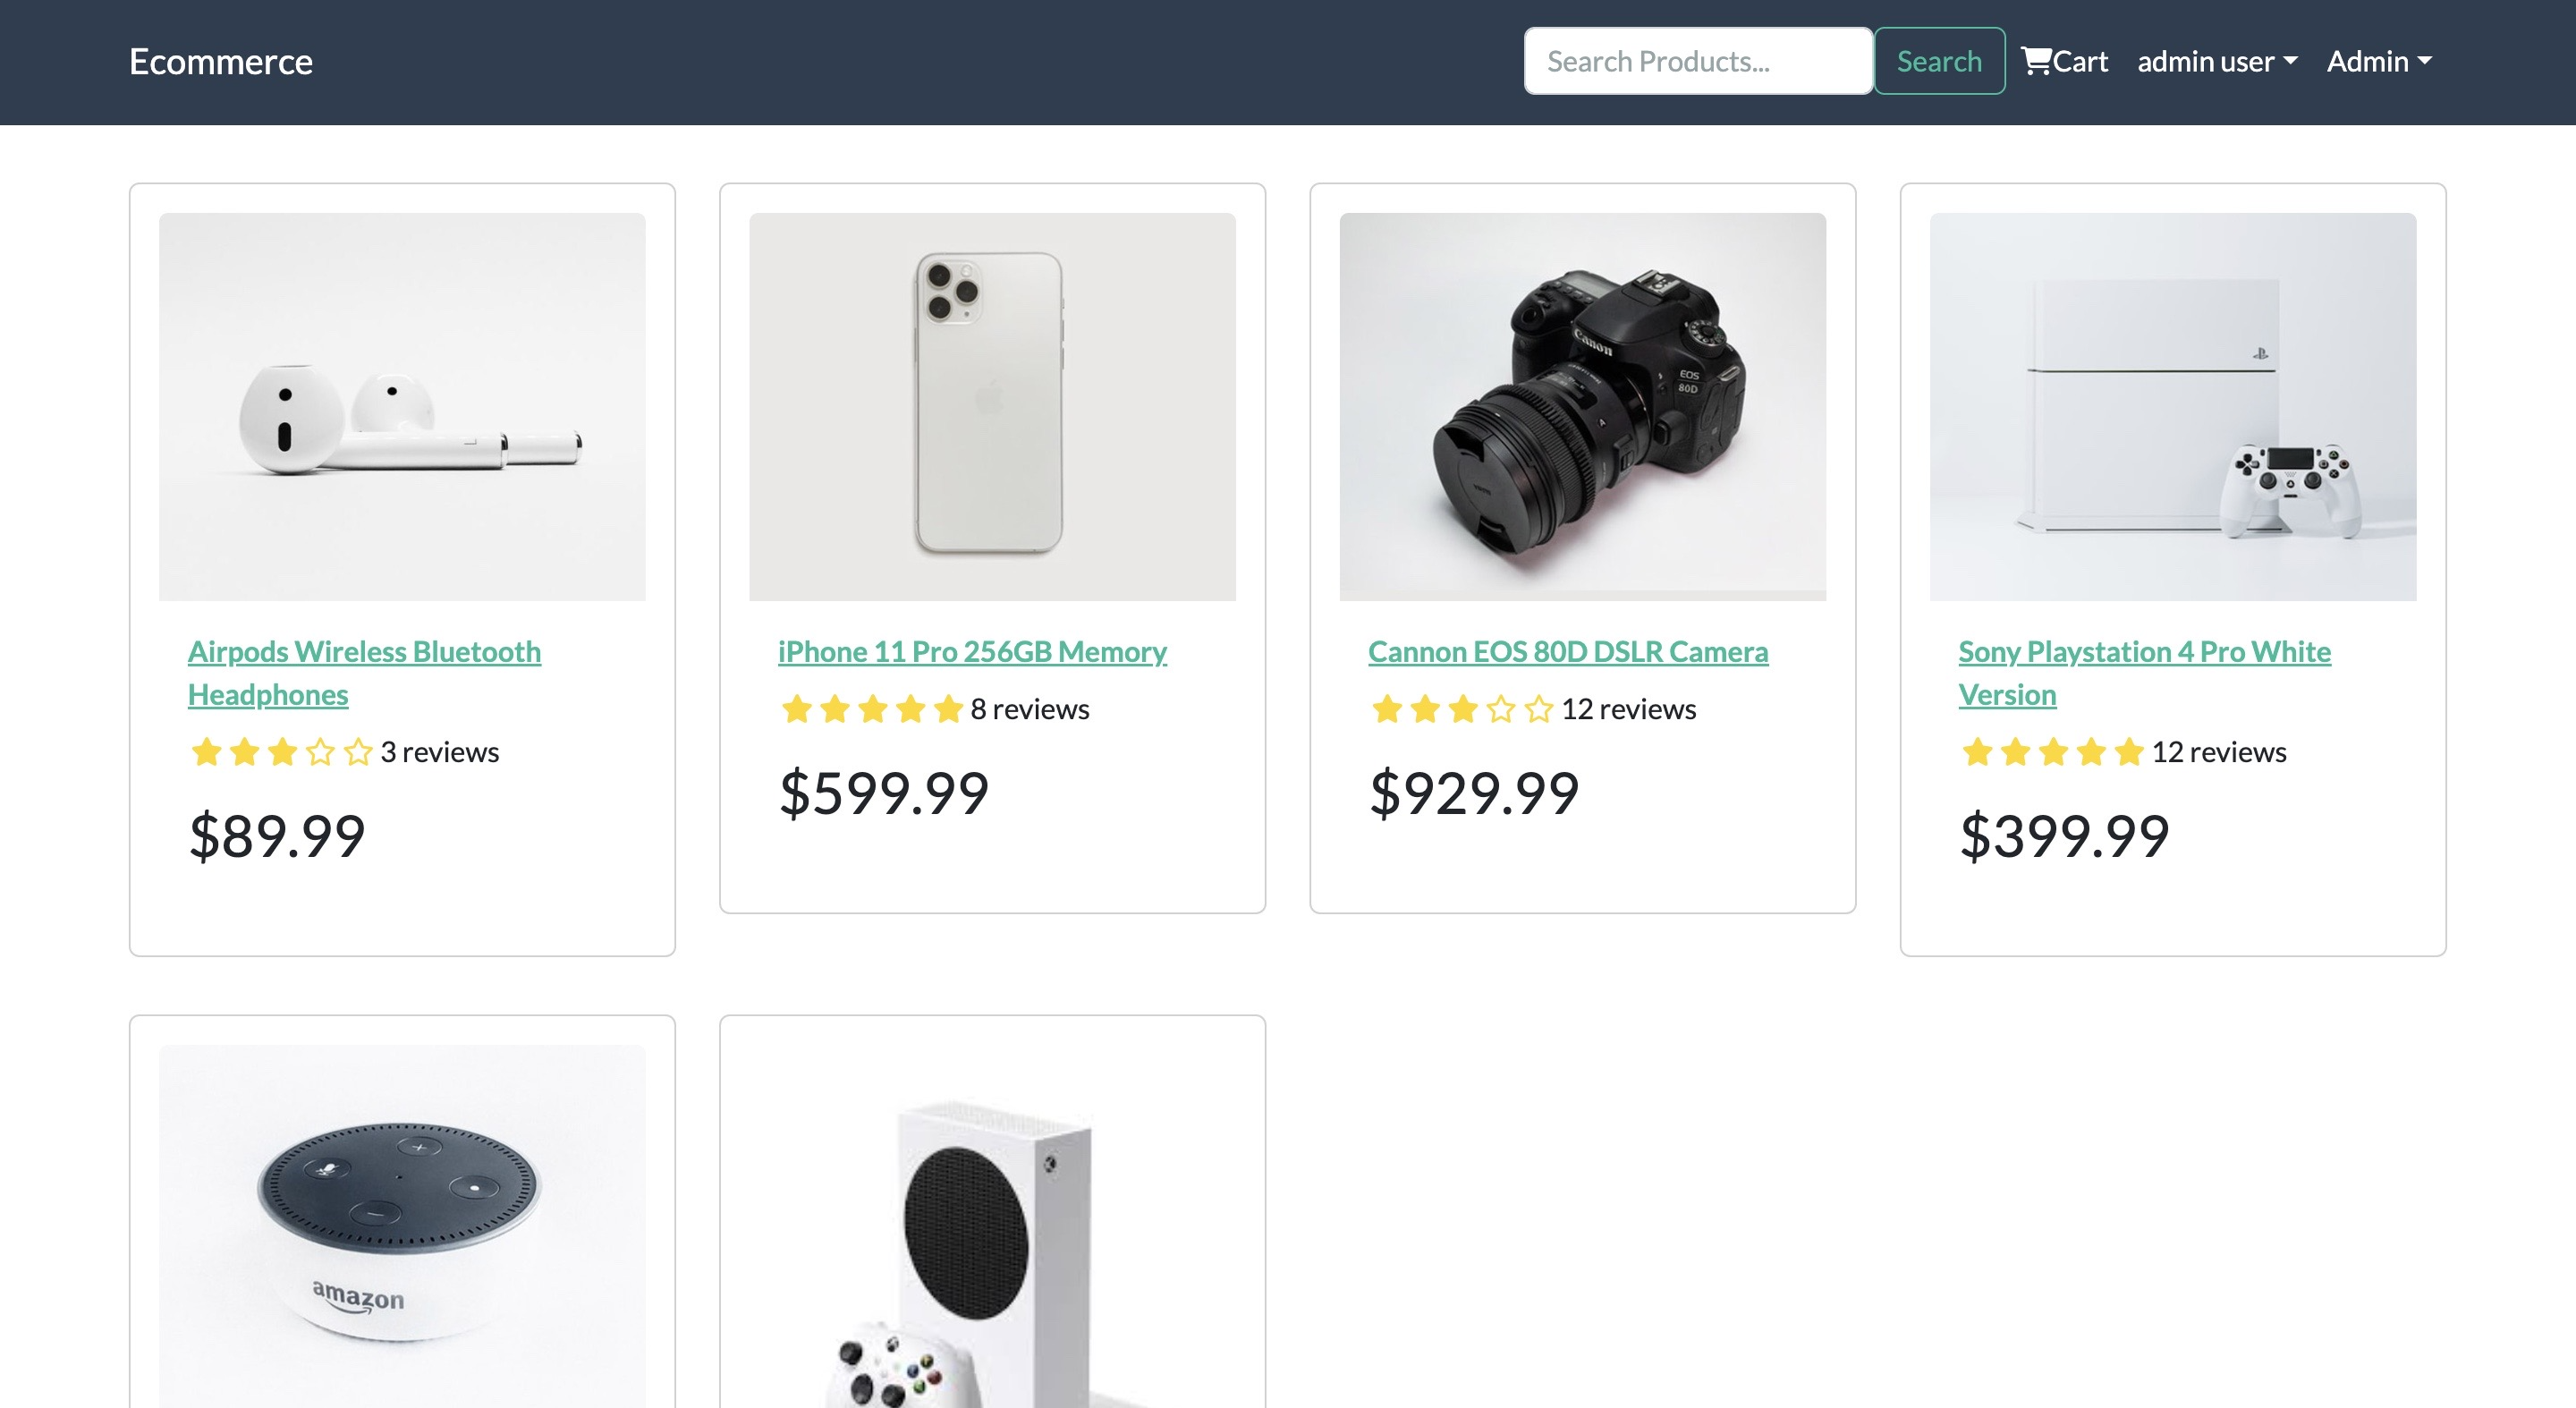 Ecommerce
Search Products...
Search
Cart
admin user
Admin
Canon
EOS
80D
Airpods Wireless Bluetooth
Headphones
3 reviews
$89.99
iPhone 11 Pro 256GB Memory
8 reviews
$599.99
Cannon EOS 80D DSLR Camera
12 reviews
$929.99
Sony Playstation 4 Pro White
Version
12 reviews
$399.99
amazon